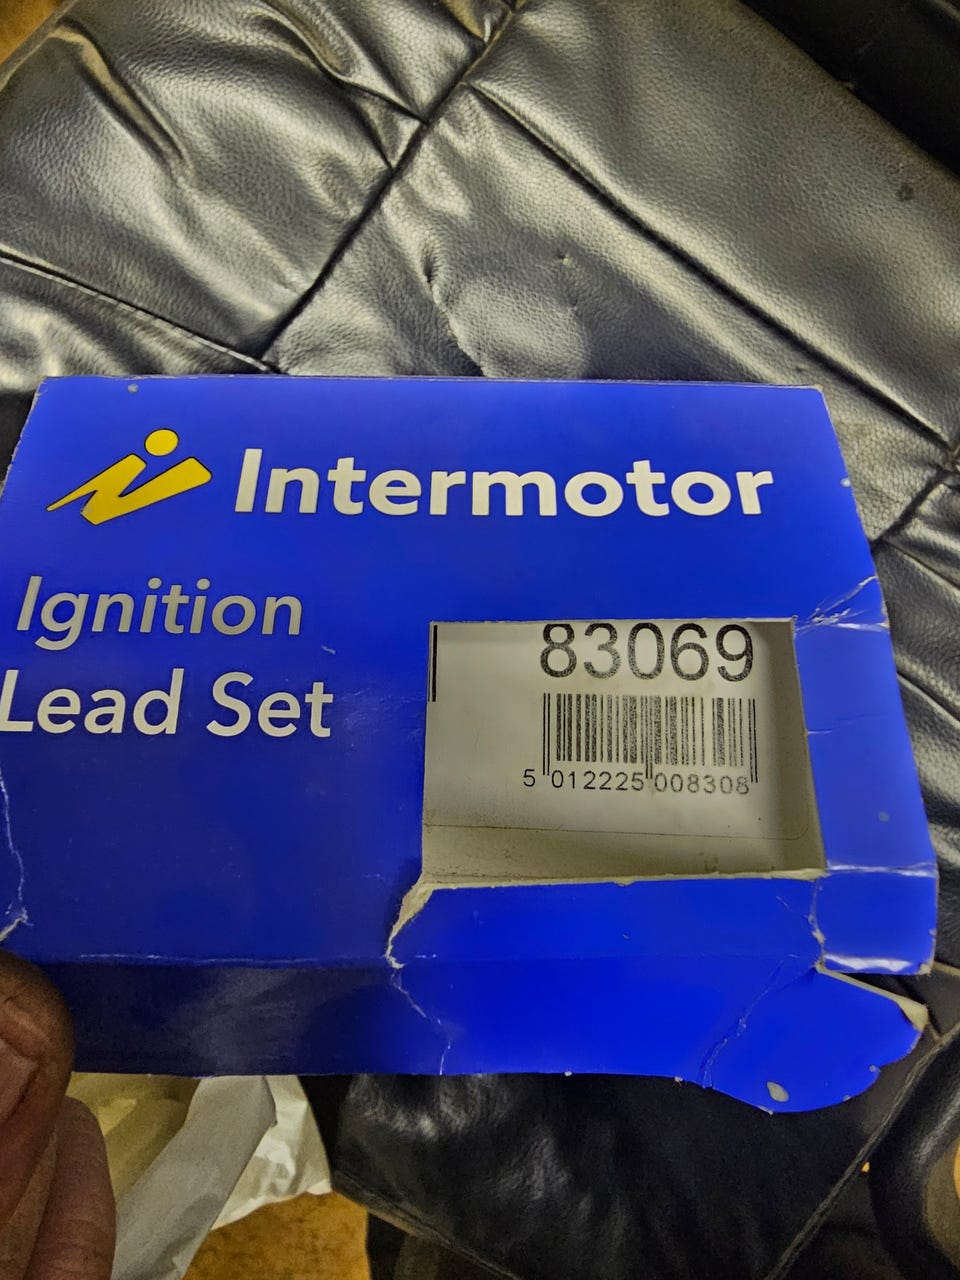 Intermotor
Ignition
Lead Set
83069
5 012225 008308